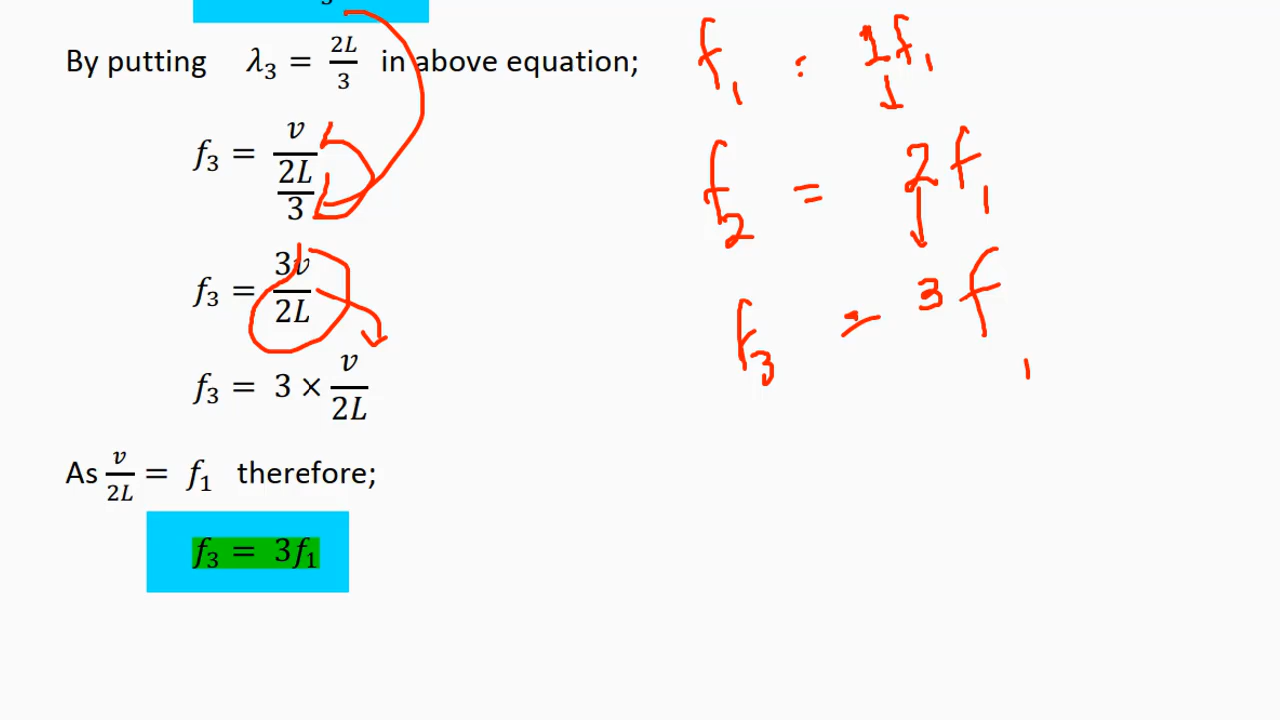 By putting λ₃ = 2L/3 in above equation;
f₃ = v/(2L/3)
f₃ = 3v/2L
f₃ = 3 × v/2L
As v/2L = f₁ therefore;
f₃ = 3f₁
f₁ : 1f₁
f₂ = 2f₁
f₃ = 3f₁